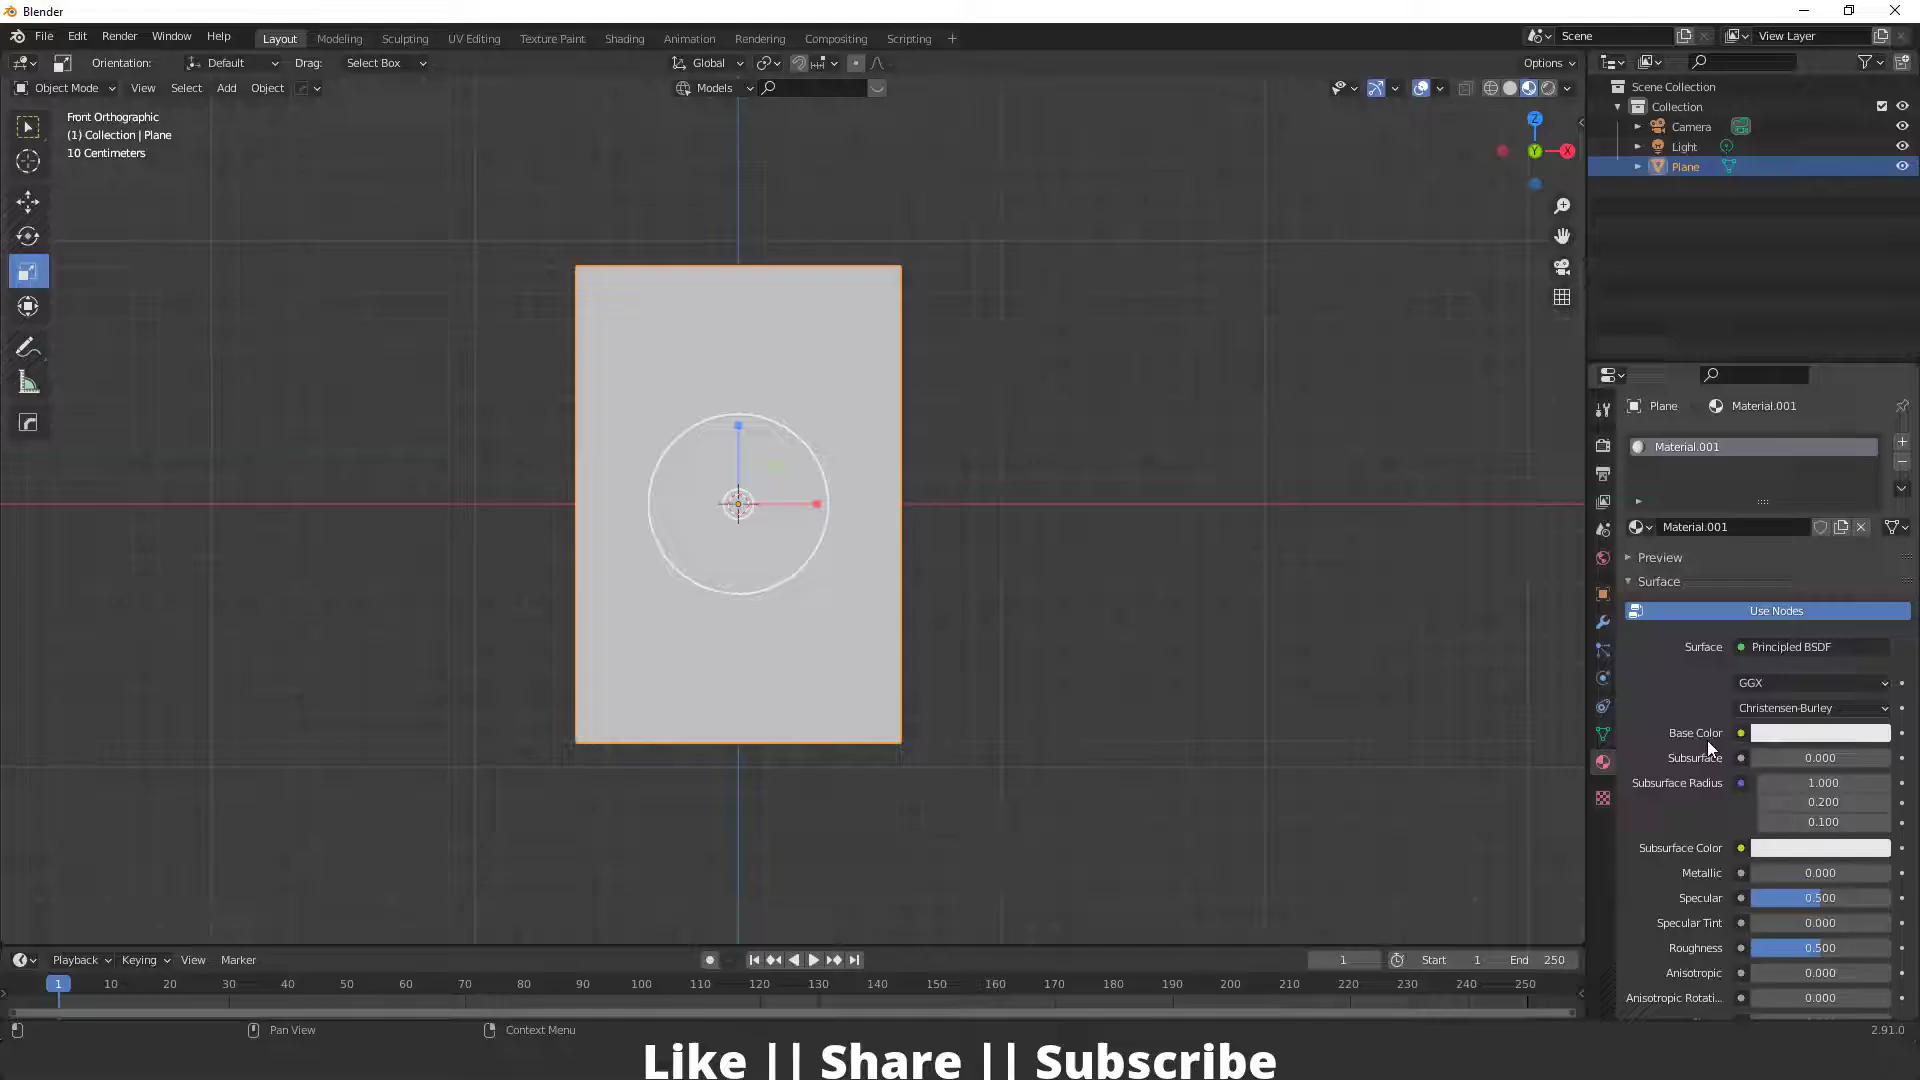 Blender
File Edit Render Window Help
Layout Modeling Sculpting UV Editing Texture Paint Shading Animation Rendering Compositing Scripting +
Scene
View Layer
Orientation: Default Drag: Select Box
Global
Options
Object Mode View Select Add Object
Models
Front Orthographic
(1) Collection | Plane
10 Centimeters
Z
Y
X
Scene Collection
Collection
Camera
Light
Plane
Plane Material.001
Material.001
Material.001
Preview
Surface
Use Nodes
Surface Principled BSDF
GGX
Christensen-Burley
Base Color
Subsurface 0.000
Subsurface Radius 1.000
0.200
0.100
Subsurface Color
Metallic 0.000
Specular 0.500
Specular Tint 0.000
Roughness 0.500
Anisotropic 0.000
Anisotropic Rotati... 0.000
Playback Keying View Marker
1 Start 1 End 250
1 10 20 30 40 50 60 70 80 90 100 110 120 130 140 150 160 170 180 190 200 210 220 230 240 250
Pan View
Context Menu
2.91.0
Like || Share || Subscribe